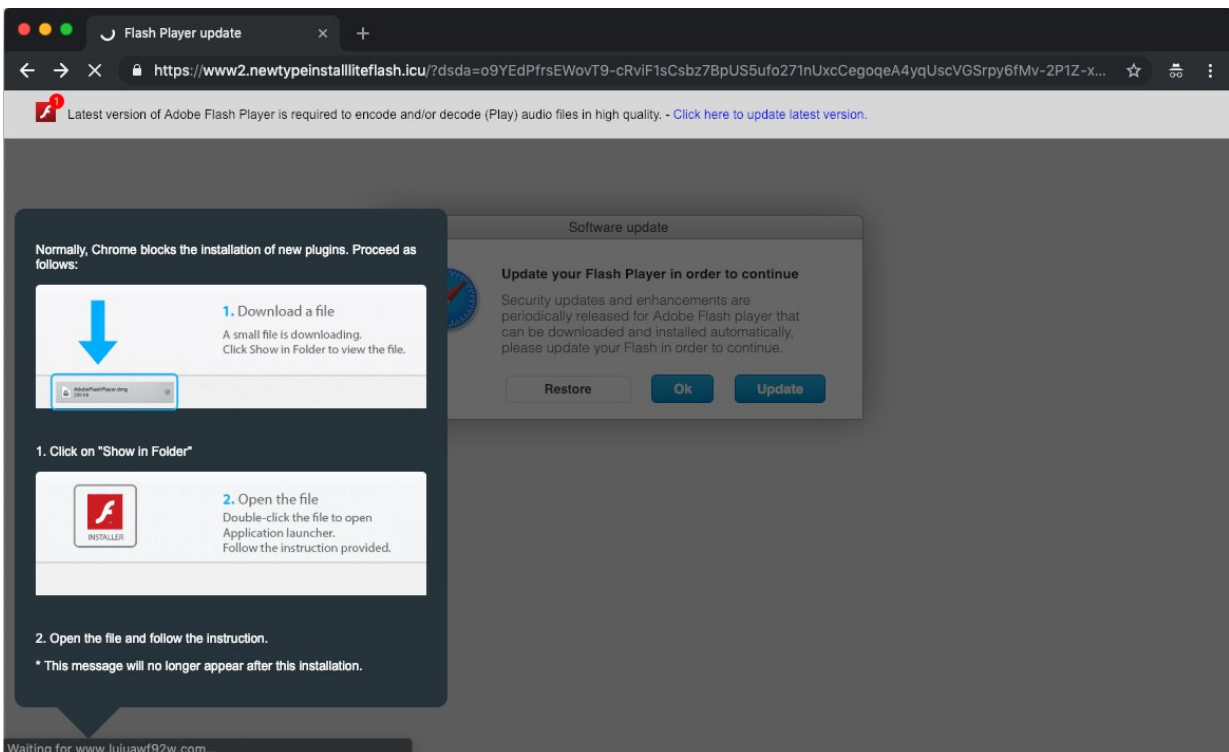 Flash Player update
https://www2.newtypeinstallliteflash.icu/?dsda=o9YEdPfrsEWovT9-cRviF1sCsbz7BpUS5ufo271nUxcCegoqeA4yqUscVGSrpy6fMv-2P1Z-x...
1
Latest version of Adobe Flash Player is required to encode and/or decode (Play) audio files in high quality. - Click here to update latest version.
Software update
Update your Flash Player in order to continue
Security updates and enhancements are
periodically released for Adobe Flash player that
can be downloaded and installed automatically,
please update your Flash in order to continue.
Restore
Ok
Update
Normally, Chrome blocks the installation of new plugins. Proceed as
follows:
1. Download a file
A small file is downloading.
Click Show in Folder to view the file.
AdobeFlashPlayer.dmg
1. Click on "Show in Folder"
INSTALLER
2. Open the file
Double-click the file to open
Application launcher.
Follow the instruction provided.
2. Open the file and follow the instruction.
* This message will no longer appear after this installation.
Waiting for www.lujuawf92w.com...